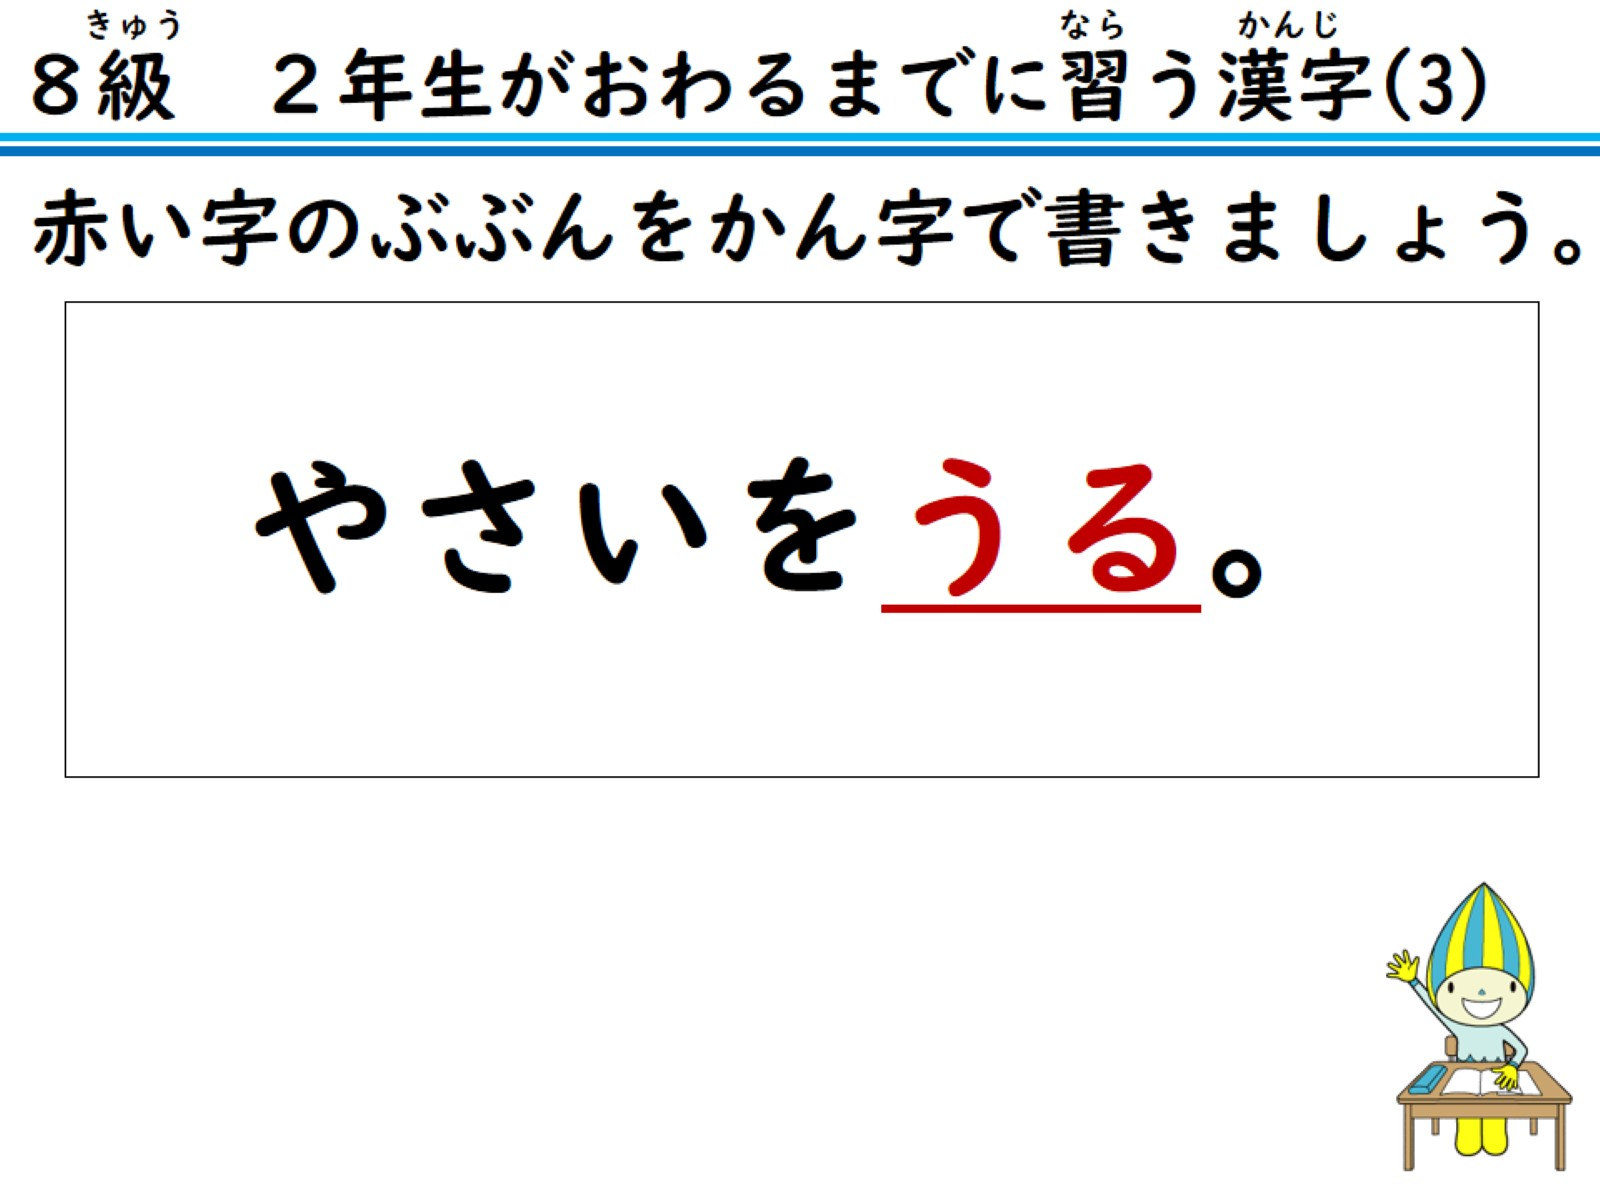 きゅう なら かんじ
８級　２年生がおわるまでに習う漢字(3)
赤い字のぶぶんをかん字で書きましょう。
やさいをうる。